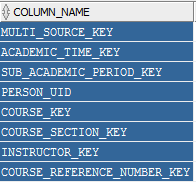 COLUMN_NAME
MULTI_SOURCE_KEY
ACADEMIC_TIME_KEY
SUB_ACADEMIC_PERIOD_KEY
PERSON_UID
COURSE_KEY
COURSE_SECTION_KEY
INSTRUCTOR_KEY
COURSE_REFERENCE_NUMBER_KEY